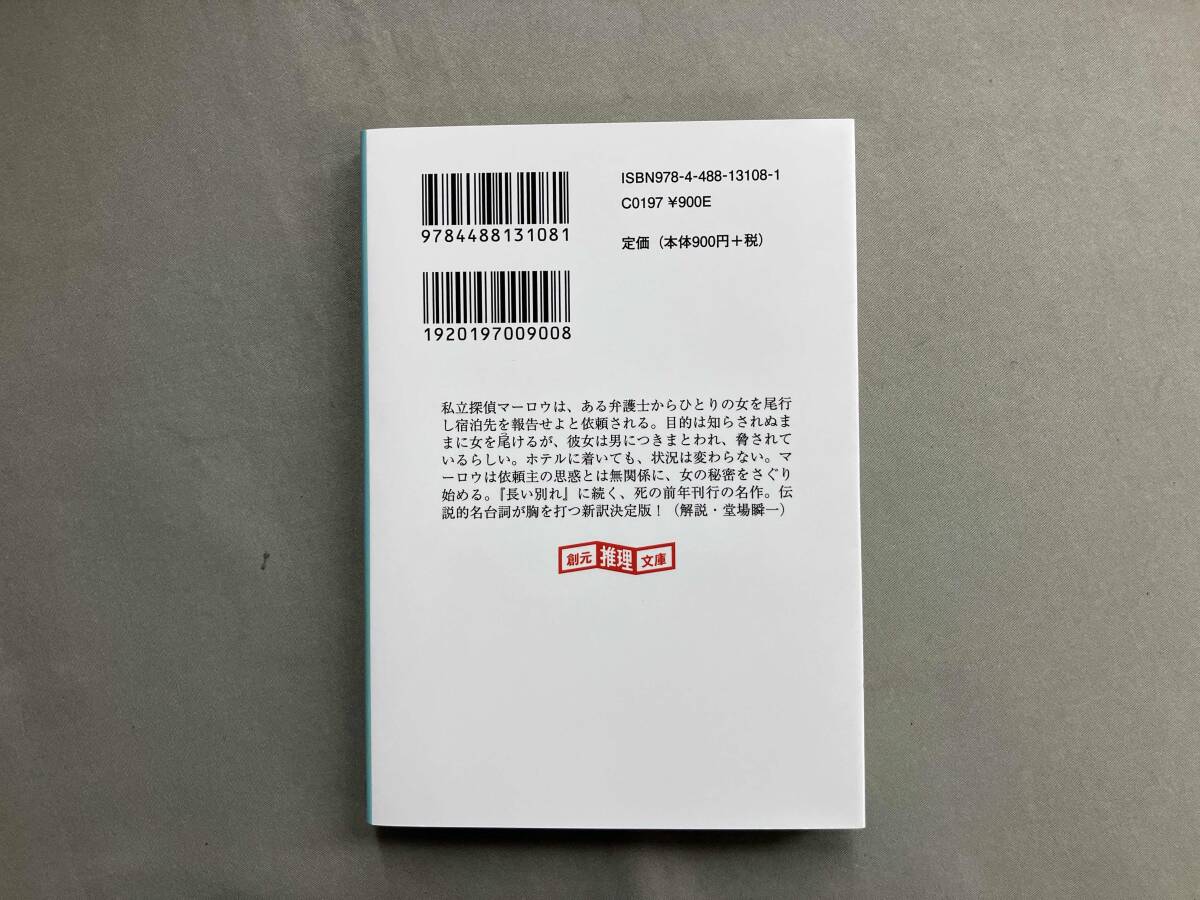 9784488131081
ISBN978-4-488-13108-1
C0197 ¥900E
定価（本体900円＋税）
1920197009008
私立探偵マーロウは、ある弁護士からひとりの女を尾行
し宿泊先を報告せよと依頼される。目的は知らされぬま
まに女を尾けるが、彼女は男につきまとわれ、脅されて
いるらしい。ホテルに着いても、状況は変わらない。マ
ーロウは依頼主の思惑とは無関係に、女の秘密をさぐり
始める。『長い別れ』に続く、死の前年刊行の名作。伝
説的名台詞が胸を打つ新訳決定版！（解説・堂場瞬一）
創元推理文庫